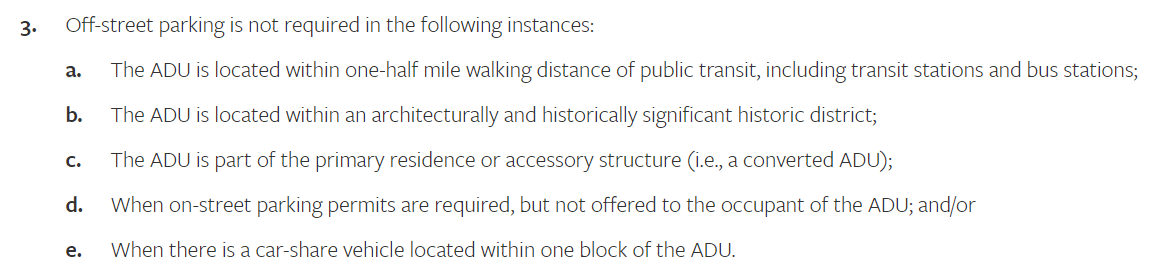 3. Off-street parking is not required in the following instances:
a. The ADU is located within one-half mile walking distance of public transit, including transit stations and bus stations;
b. The ADU is located within an architecturally and historically significant historic district;
c. The ADU is part of the primary residence or accessory structure (i.e., a converted ADU);
d. When on-street parking permits are required, but not offered to the occupant of the ADU; and/or
e. When there is a car-share vehicle located within one block of the ADU.